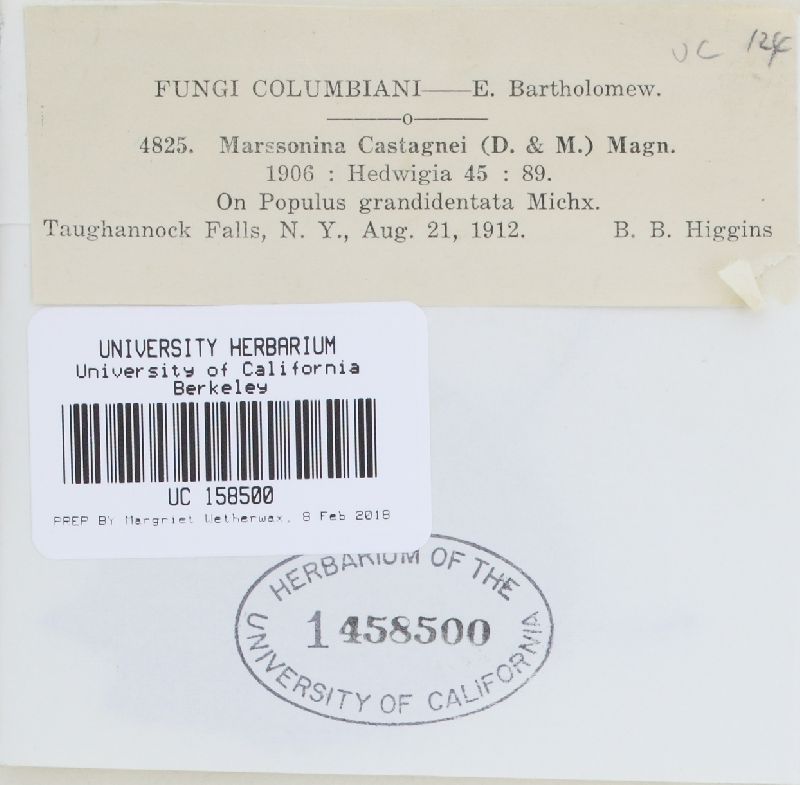 UC 124
FUNGI COLUMBIANI——E. Bartholomew.
———o———
4825. Marssonina Castagnei (D. & M.) Magn.
1906 : Hedwigia 45 : 89.
On Populus grandidentata Michx.
Taughannock Falls, N. Y., Aug. 21, 1912. B. B. Higgins
UNIVERSITY HERBARIUM
University of California
Berkeley
UC 158500
PREP BY Margriet Wetherwax, 8 Feb 2018
HERBARIUM OF THE
1458500
UNIVERSITY OF CALIFORNIA